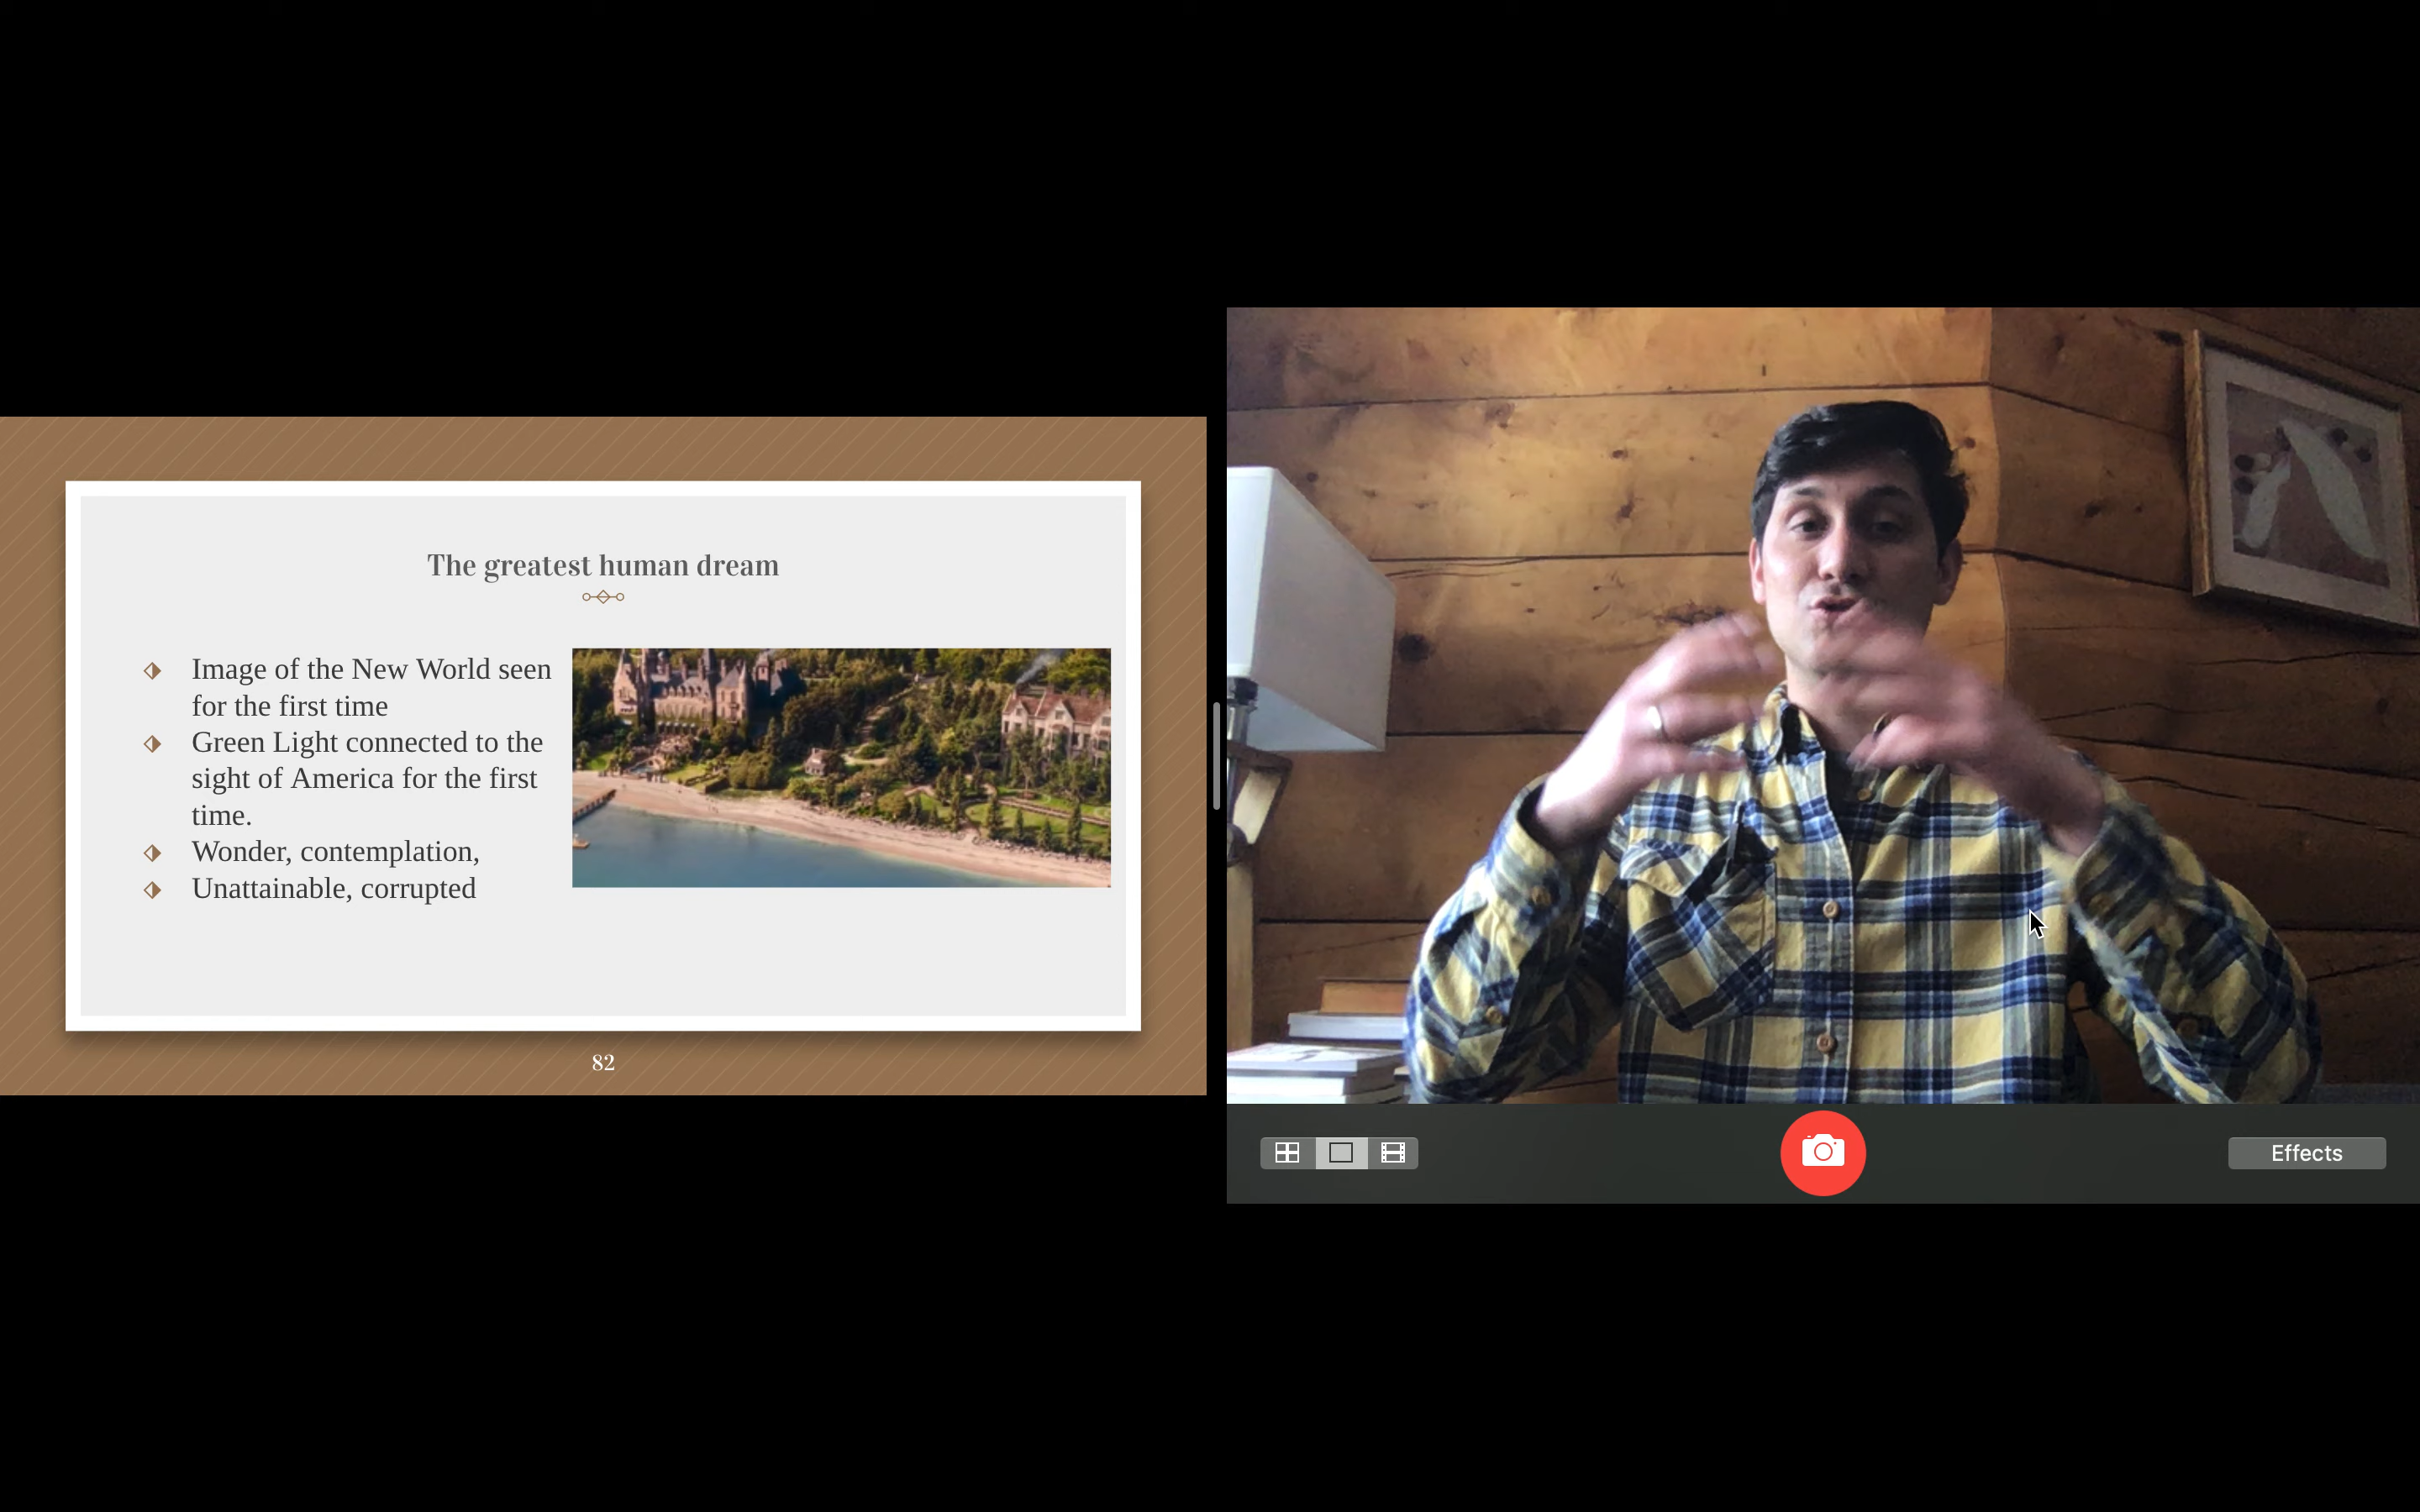 The greatest human dream
Image of the New World seen
for the first time
Green Light connected to the
sight of America for the first
time.
Wonder, contemplation,
Unattainable, corrupted
82
Effects